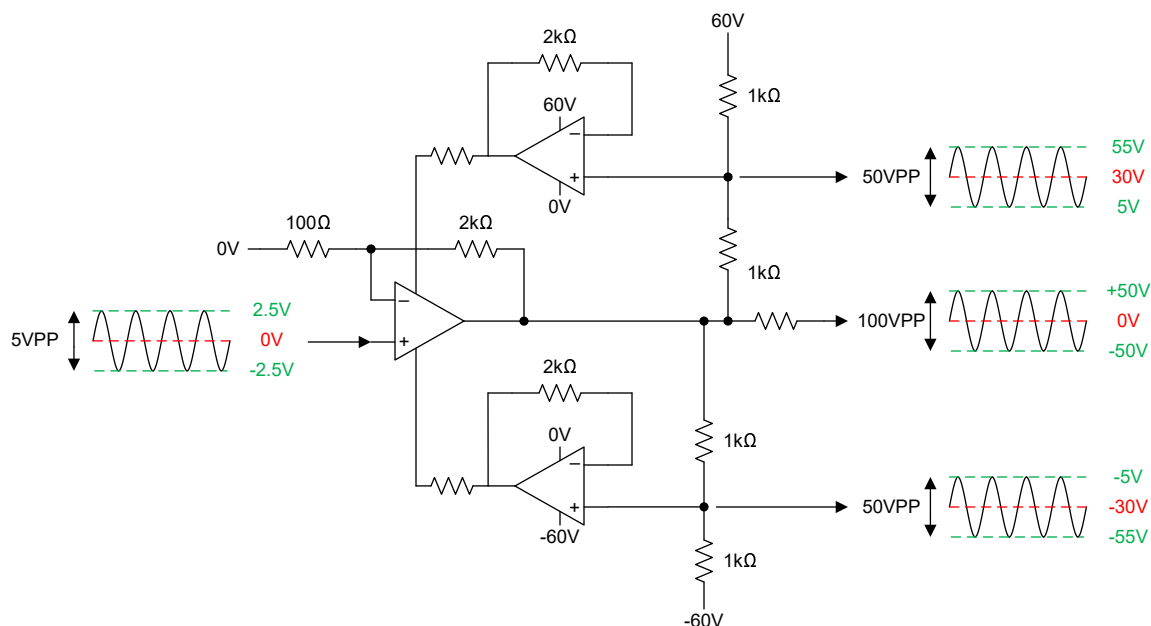 60V
2kΩ
60V
1kΩ
0V
50VPP
55V
30V
5V
100Ω
2kΩ
0V
1kΩ
5VPP
2.5V
0V
-2.5V
100VPP
+50V
0V
-50V
2kΩ
0V
-60V
1kΩ
50VPP
-5V
-30V
-55V
1kΩ
-60V